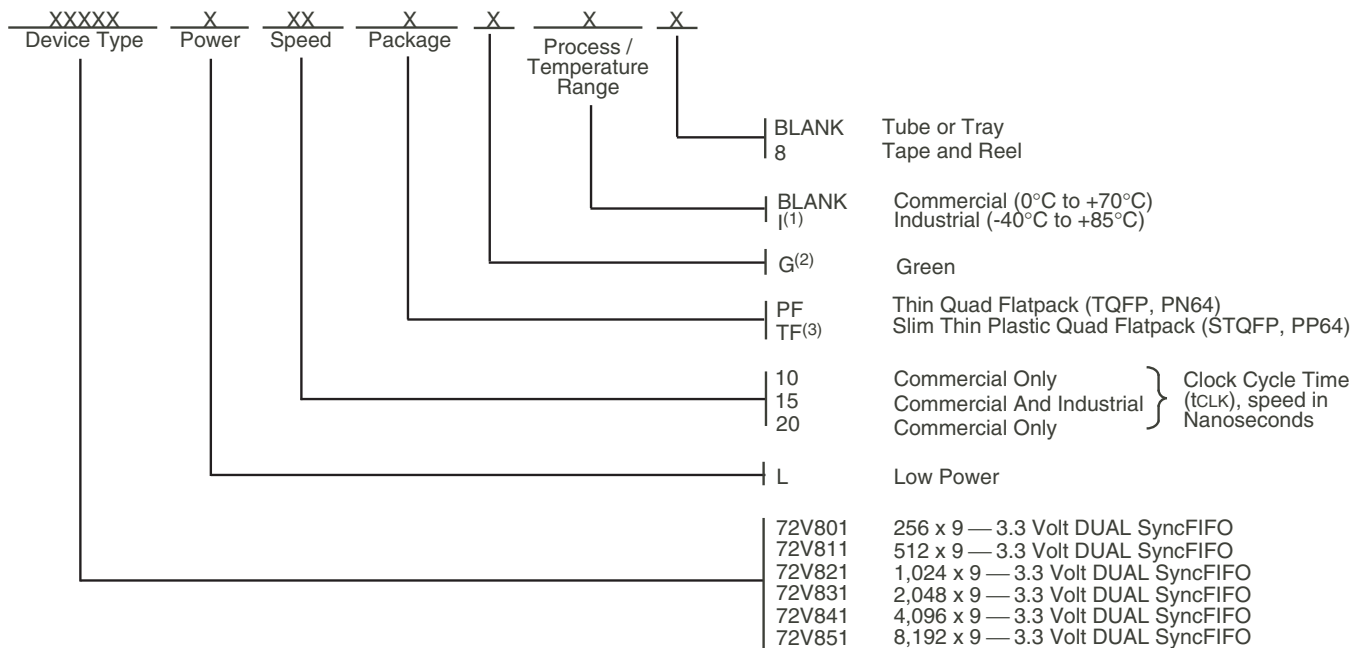 XXXXX X XX X X X X
Device Type Power Speed Package Process /
Temperature
Range
BLANK Tube or Tray
8 Tape and Reel
BLANK Commercial (0°C to +70°C)
I(1) Industrial (-40°C to +85°C)
G(2) Green
PF Thin Quad Flatpack (TQFP, PN64)
TF(3) Slim Thin Plastic Quad Flatpack (STQFP, PP64)
10 Commercial Only Clock Cycle Time
15 Commercial And Industrial (tCLK), speed in
20 Commercial Only Nanoseconds
L Low Power
72V801 256 x 9 — 3.3 Volt DUAL SyncFIFO
72V811 512 x 9 — 3.3 Volt DUAL SyncFIFO
72V821 1,024 x 9 — 3.3 Volt DUAL SyncFIFO
72V831 2,048 x 9 — 3.3 Volt DUAL SyncFIFO
72V841 4,096 x 9 — 3.3 Volt DUAL SyncFIFO
72V851 8,192 x 9 — 3.3 Volt DUAL SyncFIFO